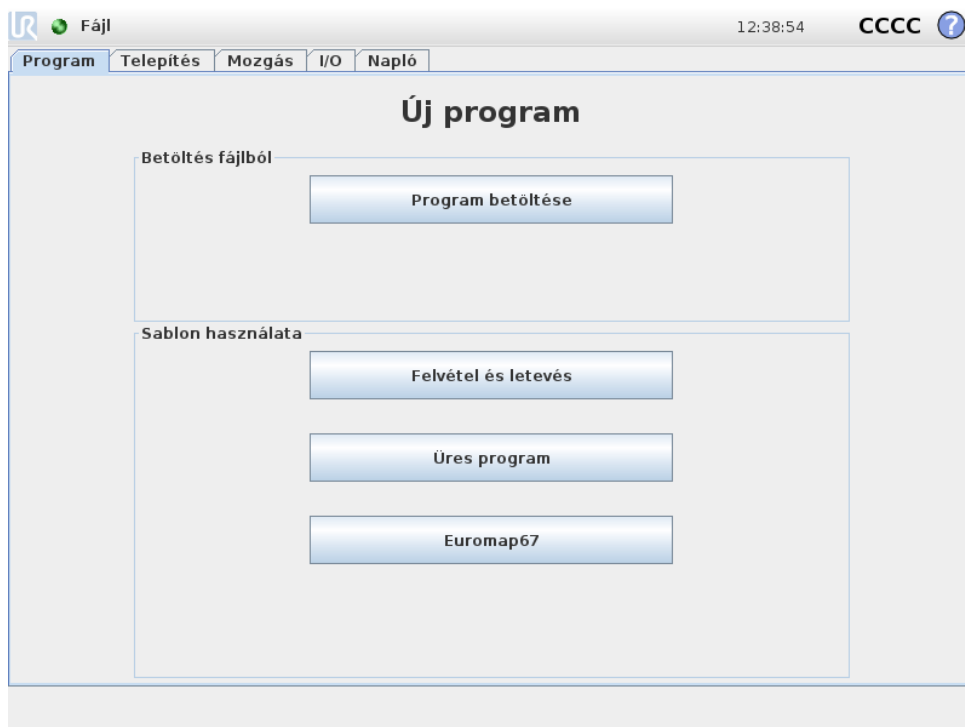 UR Fájl 12:38:54 CCCC ?
Program Telepítés Mozgás I/O Napló
Új program
Betöltés fájlból
Program betöltése
Sablon használata
Felvétel és letevés
Üres program
Euromap67